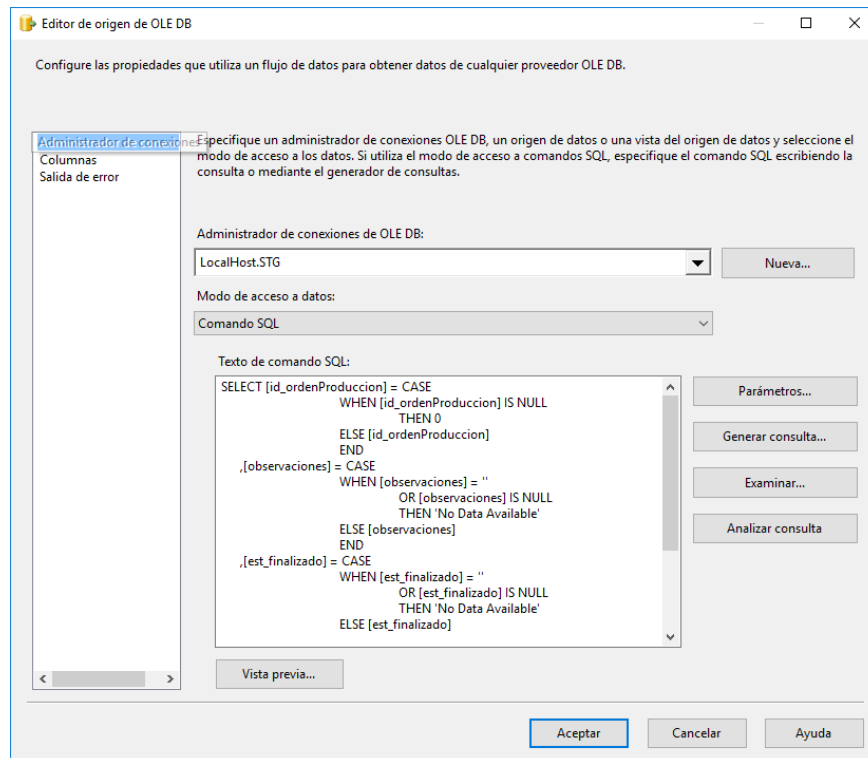 Editor de origen de OLE DB
Configure las propiedades que utiliza un flujo de datos para obtener datos de cualquier proveedor OLE DB.
Administrador de conexiones
Columnas
Salida de error
Especifique un administrador de conexiones OLE DB, un origen de datos o una vista del origen de datos y seleccione el
modo de acceso a los datos. Si utiliza el modo de acceso a comandos SQL, especifique el comando SQL escribiendo la
consulta o mediante el generador de consultas.
Administrador de conexiones de OLE DB:
LocalHost.STG
Nueva...
Modo de acceso a datos:
Comando SQL
Texto de comando SQL:
SELECT [id_ordenProduccion] = CASE
WHEN [id_ordenProduccion] IS NULL
THEN 0
ELSE [id_ordenProduccion]
END
,[observaciones] = CASE
WHEN [observaciones] = ''
OR [observaciones] IS NULL
THEN 'No Data Available'
ELSE [observaciones]
END
,[est_finalizado] = CASE
WHEN [est_finalizado] = ''
OR [est_finalizado] IS NULL
THEN 'No Data Available'
ELSE [est_finalizado]
Parámetros...
Generar consulta...
Examinar...
Analizar consulta
Vista previa...
Aceptar
Cancelar
Ayuda